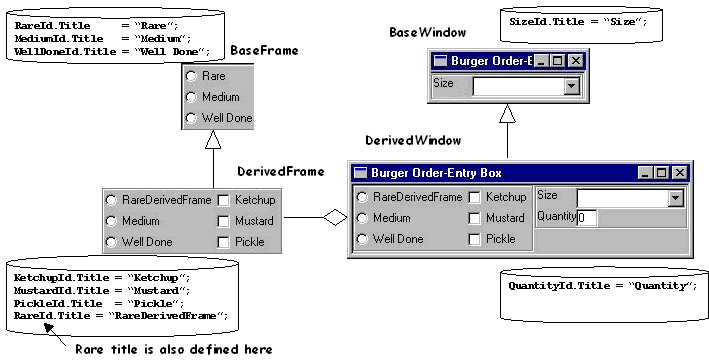 RareId.Title = "Rare";
MediumId.Title = "Medium";
WellDoneId.Title = "Well Done";
SizeId.Title = "Size";
BaseFrame
BaseWindow
Rare
Medium
Well Done
Burger Order-E
Size
DerivedFrame
DerivedWindow
RareDerivedFrame
Ketchup
Medium
Mustard
Well Done
Pickle
Burger Order-Entry Box
RareDerivedFrame
Ketchup
Size
Medium
Mustard
Quantity 0
Well Done
Pickle
KetchupId.Title = "Ketchup";
MustardId.Title = "Mustard";
PickleId.Title = "Pickle";
RareId.Title = "RareDerivedFrame";
QuantityId.Title = "Quantity";
Rare title is also defined here